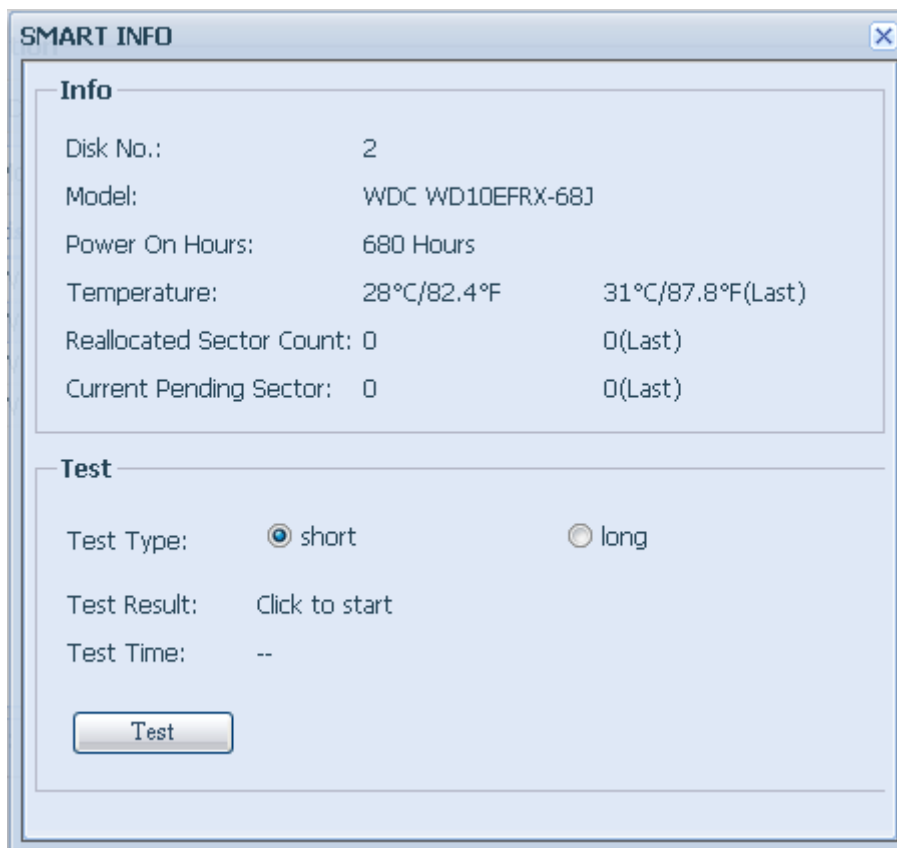 SMART INFO
Info
Disk No.: 2
Model: WDC WD10EFRX-68J
Power On Hours: 680 Hours
Temperature: 28°C/82.4°F 31°C/87.8°F(Last)
Reallocated Sector Count: 0 0(Last)
Current Pending Sector: 0 0(Last)
Test
Test Type: short long
Test Result: Click to start
Test Time: --
Test